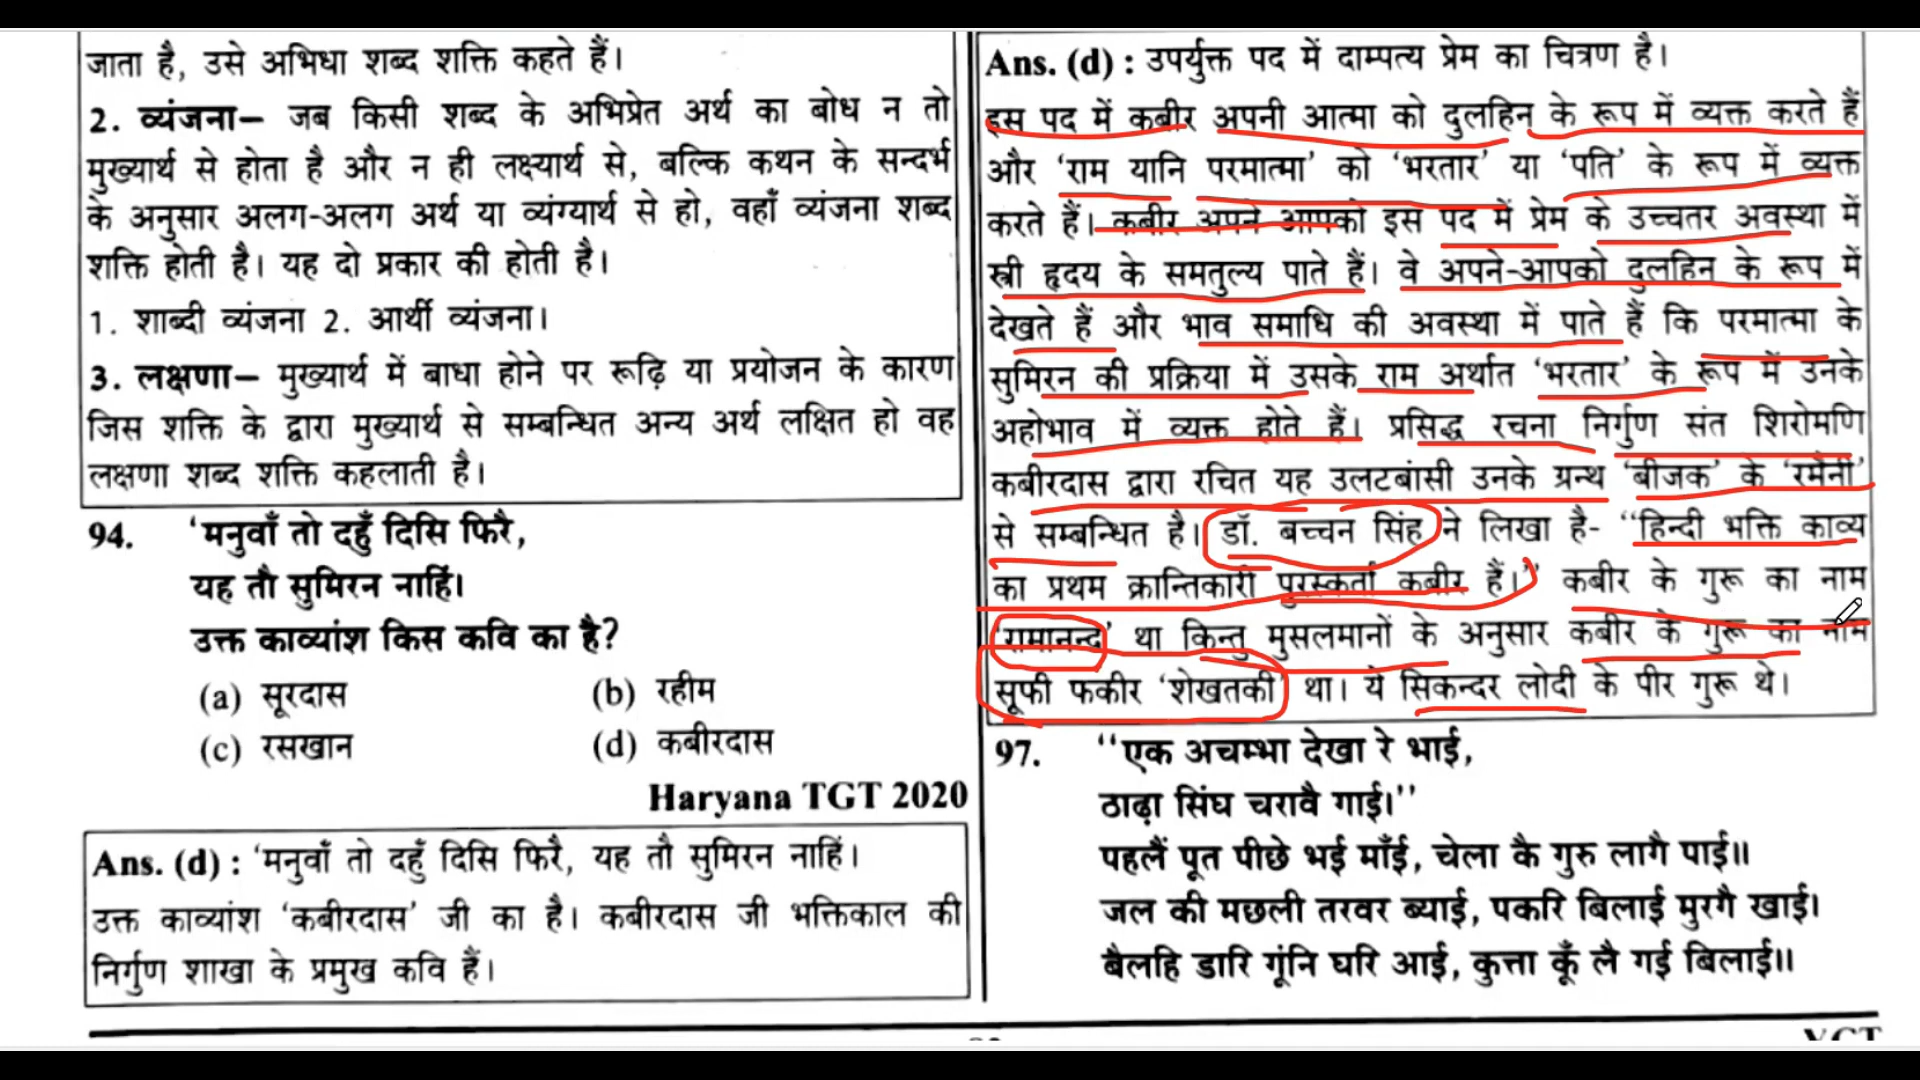 जाता है, उसे अभिधा शब्द शक्ति कहते हैं।
2. व्यंजना– जब किसी शब्द के अभिप्रेत अर्थ का बोध न तो
मुख्यार्थ से होता है और न ही लक्ष्यार्थ से, बल्कि कथन के सन्दर्भ
के अनुसार अलग-अलग अर्थ या व्यंग्यार्थ से हो, वहाँ व्यंजना शब्द
शक्ति होती है। यह दो प्रकार की होती है।
1. शाब्दी व्यंजना 2. आर्थी व्यंजना।
3. लक्षणा– मुख्यार्थ में बाधा होने पर रूढ़ि या प्रयोजन के कारण
जिस शक्ति के द्वारा मुख्यार्थ से सम्बन्धित अन्य अर्थ लक्षित हो वह
लक्षणा शब्द शक्ति कहलाती है।
94. 'मनुवाँ तो दहुँ दिसि फिरै,
यह तौ सुमिरन नाहिं।
उक्त काव्यांश किस कवि का है?
(a) सूरदास (b) रहीम
(c) रसखान (d) कबीरदास
Haryana TGT 2020
Ans. (d) : 'मनुवाँ तो दहुँ दिसि फिरै, यह तौ सुमिरन नाहिं।
उक्त काव्यांश 'कबीरदास' जी का है। कबीरदास जी भक्तिकाल की
निर्गुण शाखा के प्रमुख कवि हैं।
Ans. (d) : उपर्युक्त पद में दाम्पत्य प्रेम का चित्रण है।
इस पद में कबीर अपनी आत्मा को दुलहिन के रूप में व्यक्त करते हैं
और 'राम यानि परमात्मा' को 'भरतार' या 'पति' के रूप में व्यक्त
करते हैं। कबीर अपने आपको इस पद में प्रेम के उच्चतर अवस्था में
स्त्री हृदय के समतुल्य पाते हैं। वे अपने-आपको दुलहिन के रूप में
देखते हैं और भाव समाधि की अवस्था में पाते हैं कि परमात्मा के
सुमिरन की प्रक्रिया में उसके राम अर्थात 'भरतार' के रूप में उनके
अहोभाव में व्यक्त होते हैं। प्रसिद्ध रचना निर्गुण संत शिरोमणि
कबीरदास द्वारा रचित यह उलटबांसी उनके ग्रन्थ 'बीजक' के 'रमैनी'
से सम्बन्धित है। डॉ. बच्चन सिंह ने लिखा है- "हिन्दी भक्ति काव्य
का प्रथम क्रान्तिकारी पुरस्कर्ता कबीर हैं।" कबीर के गुरू का नाम
'रामानन्द' था किन्तु मुसलमानों के अनुसार कबीर के गुरू का नाम
सूफी फकीर 'शेखतकी' था। ये सिकन्दर लोदी के पीर गुरू थे।
97. "एक अचम्भा देखा रे भाई,
ठाढ़ा सिंघ चरावै गाई।"
पहलैं पूत पीछे भई माँई, चेला कै गुरु लागै पाई॥
जल की मछली तरवर ब्याई, पकरि बिलाई मुरगै खाई।
बैलहि डारि गूंनि घरि आई, कुत्ता कूँ लै गई बिलाई॥